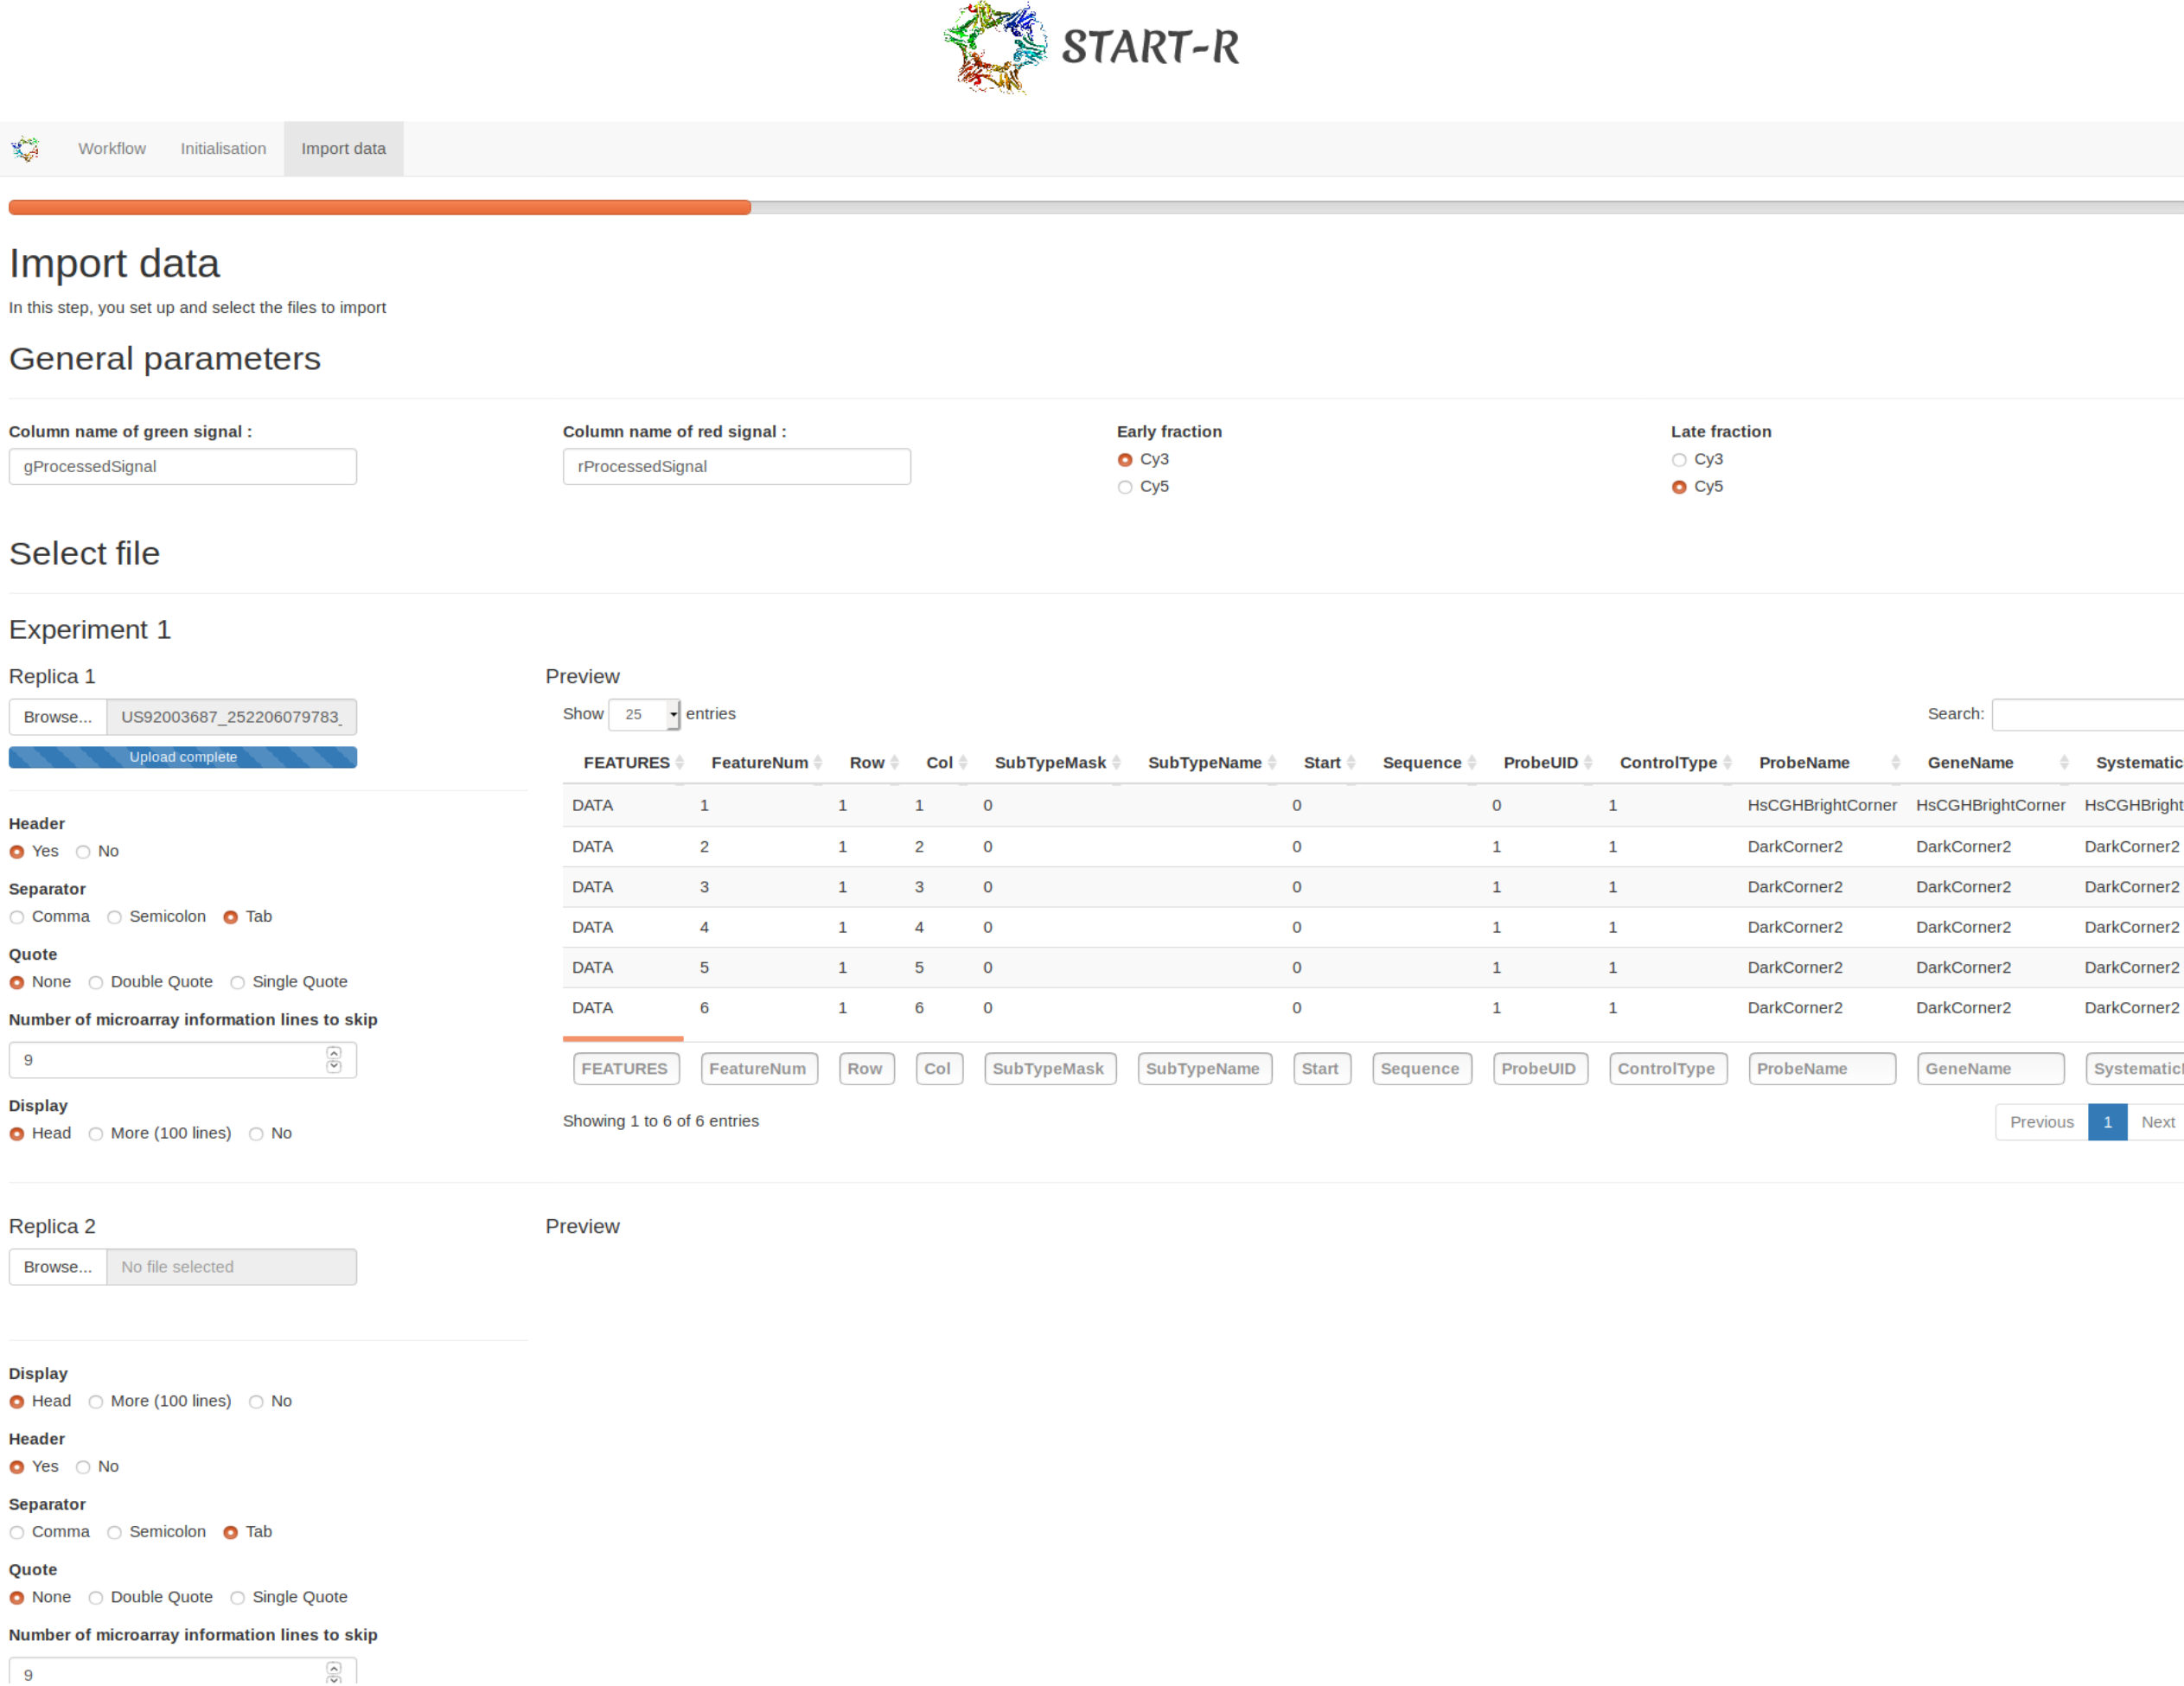 START-R
Workflow Initialisation Import data
Import data
In this step, you set up and select the files to import
General parameters
Column name of green signal : Column name of red signal : Early fraction Late fraction
gProcessedSignal rProcessedSignal Cy3 Cy3
Cy5 Cy5
Select file
Experiment 1
Replica 1 Preview
Browse... US92003687_252206079783_ Show 25 entries Search:
Upload complete
FEATURES FeatureNum Row Col SubTypeMask SubTypeName Start Sequence ProbeUID ControlType ProbeName GeneName Systematic
DATA 1 1 1 0 0 0 1 HsCGHBrightCorner HsCGHBrightCorner HsCGHBright
DATA 2 1 2 0 0 1 1 DarkCorner2 DarkCorner2 DarkCorner2
DATA 3 1 3 0 0 1 1 DarkCorner2 DarkCorner2 DarkCorner2
DATA 4 1 4 0 0 1 1 DarkCorner2 DarkCorner2 DarkCorner2
DATA 5 1 5 0 0 1 1 DarkCorner2 DarkCorner2 DarkCorner2
DATA 6 1 6 0 0 1 1 DarkCorner2 DarkCorner2 DarkCorner2
FEATURES FeatureNum Row Col SubTypeMask SubTypeName Start Sequence ProbeUID ControlType ProbeName GeneName Systematic
Showing 1 to 6 of 6 entries Previous 1 Next
Header
Yes No
Separator
Comma Semicolon Tab
Quote
None Double Quote Single Quote
Number of microarray information lines to skip
9
Display
Head More (100 lines) No
Replica 2 Preview
Browse... No file selected
Display
Head More (100 lines) No
Header
Yes No
Separator
Comma Semicolon Tab
Quote
None Double Quote Single Quote
Number of microarray information lines to skip
9